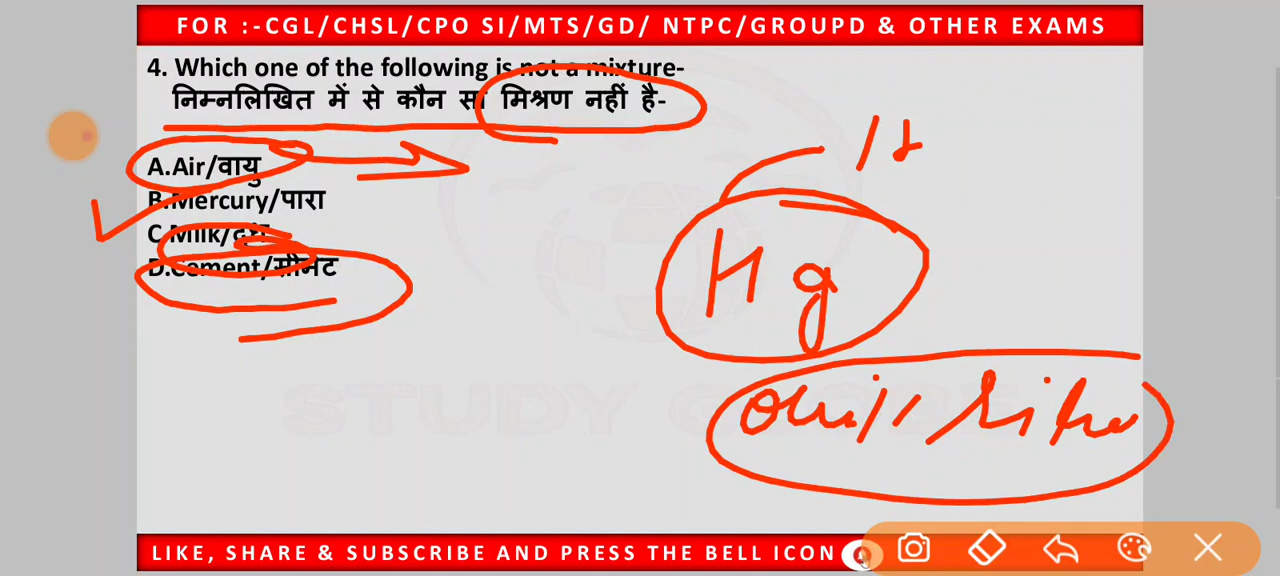 FOR :-CGL/CHSL/CPO SI/MTS/GD/ NTPC/GROUPD & OTHER EXAMS
4. Which one of the following is not a mixture-
निम्नलिखित में से कौन सा मिश्रण नहीं है-
A.Air/वायु
B.Mercury/पारा
C.Milk/दूध
D.Cement/सीमेंट
Hg
STUDY
LIKE, SHARE & SUBSCRIBE AND PRESS THE BELL ICON